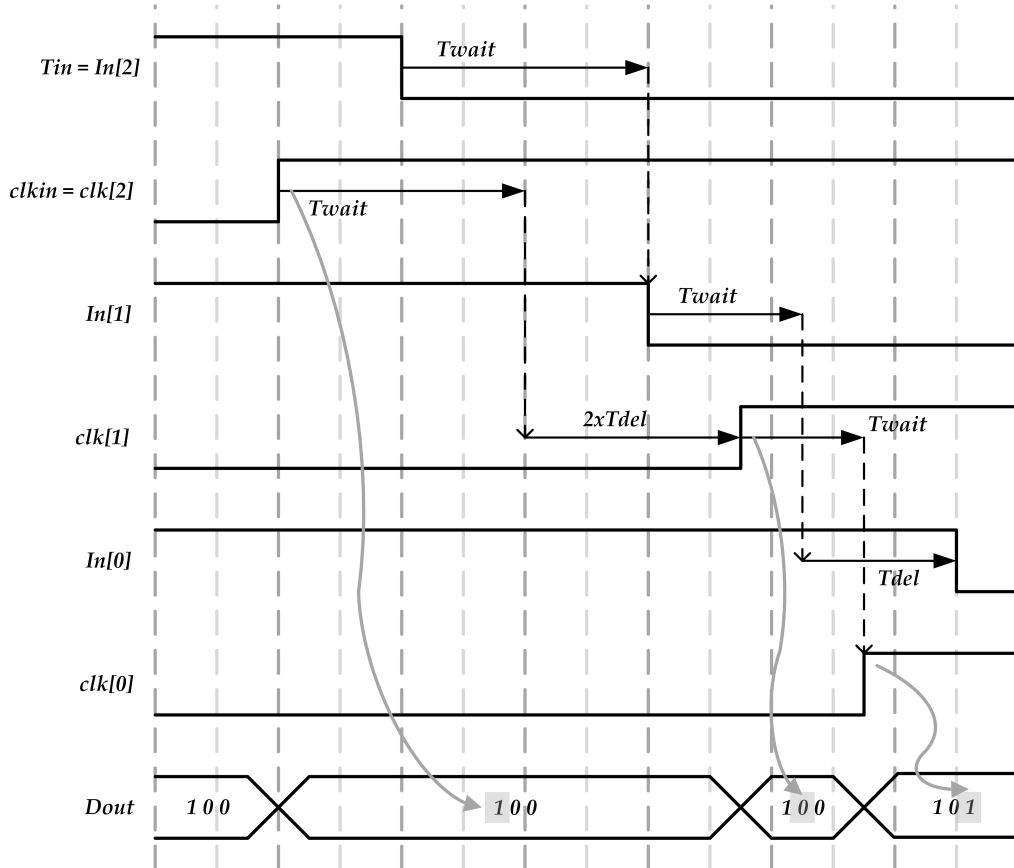 Twait
Tin = In[2]
clkin = clk[2]
Twait
Twait
In[1]
2xTdel
Twait
clk[1]
In[0]
Tdel
clk[0]
Dout
1 0 0
1 0 0
1 0 0
1 0 1